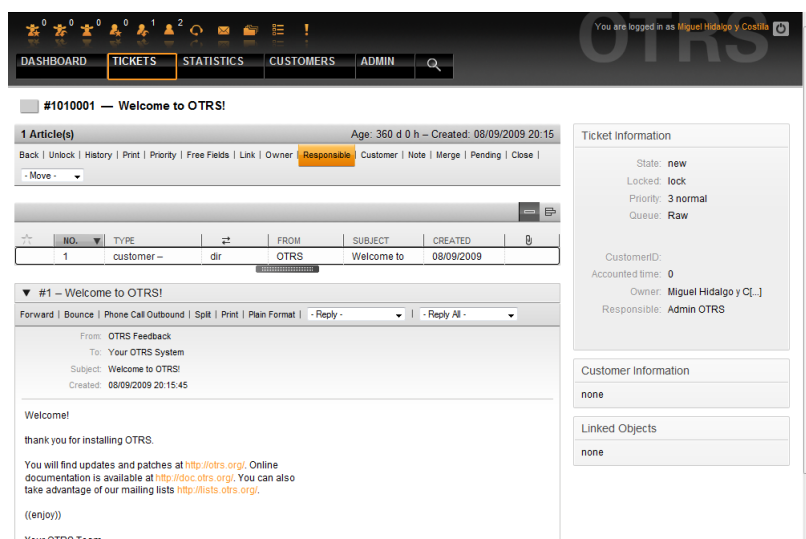 0 0 0 0 1 2
You are logged in as Miguel Hidalgo y Costilla
OTRS
DASHBOARD TICKETS STATISTICS CUSTOMERS ADMIN
#1010001 — Welcome to OTRS!
1 Article(s) Age: 360 d 0 h – Created: 08/09/2009 20:15
Back | Unlock | History | Print | Priority | Free Fields | Link | Owner | Responsible | Customer | Note | Merge | Pending | Close |
- Move -
NO. TYPE FROM SUBJECT CREATED
1 customer – dir OTRS Welcome to 08/09/2009
#1 – Welcome to OTRS!
Forward | Bounce | Phone Call Outbound | Split | Print | Plain Format | - Reply - | - Reply All -
From: OTRS Feedback
To: Your OTRS System
Subject: Welcome to OTRS!
Created: 08/09/2009 20:15:45
Welcome!
thank you for installing OTRS.
You will find updates and patches at http://otrs.org/. Online
documentation is available at http://doc.otrs.org/. You can also
take advantage of our mailing lists http://lists.otrs.org/.
((enjoy))
Your OTRS Team
Ticket Information
State: new
Locked: lock
Priority: 3 normal
Queue: Raw
CustomerID:
Accounted time: 0
Owner: Miguel Hidalgo y C[...]
Responsible: Admin OTRS
Customer Information
none
Linked Objects
none